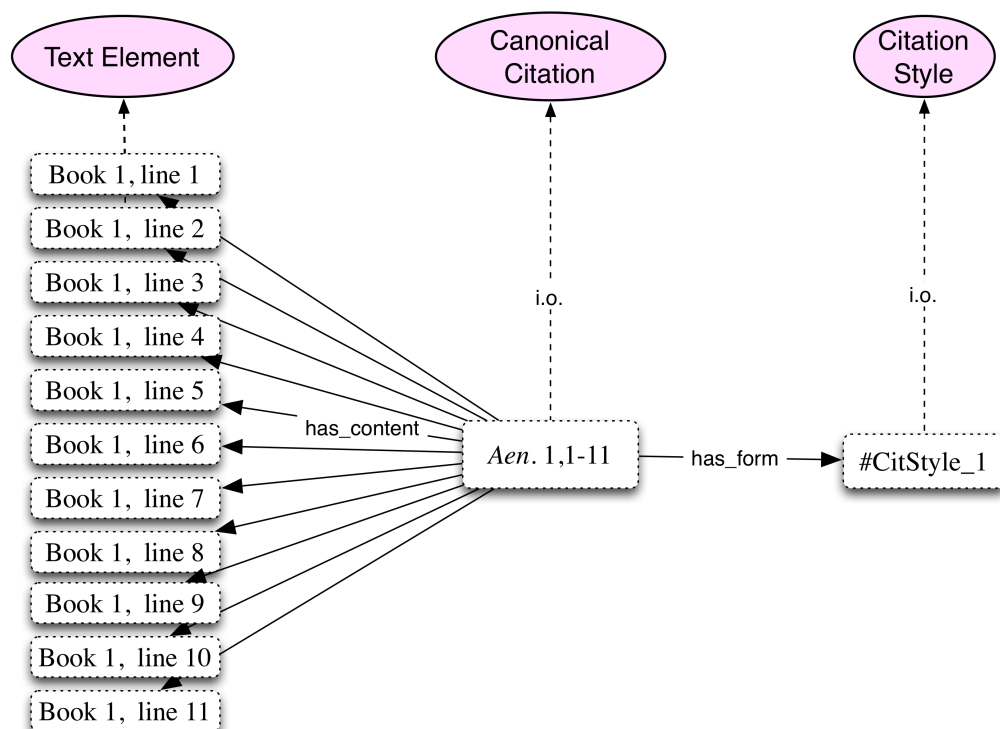 Text Element
Canonical
Citation
Citation
Style
Book 1, line 1
Book 1, line 2
Book 1, line 3
Book 1, line 4
Book 1, line 5
Book 1, line 6
Book 1, line 7
Book 1, line 8
Book 1, line 9
Book 1, line 10
Book 1, line 11
has_content
i.o.
Aen. 1,1-11
has_form
i.o.
#CitStyle_1